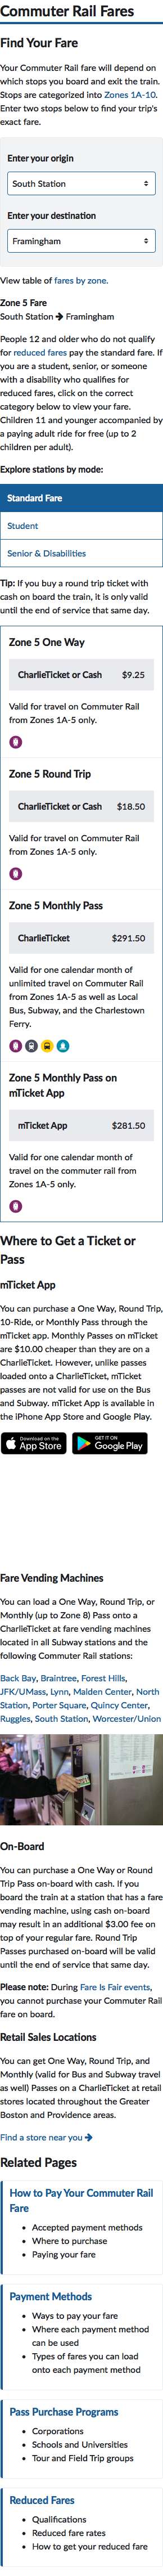 Commuter Rail Fares
Find Your Fare
Your Commuter Rail fare will depend on
which stops you board and exit the train.
Stops are categorized into Zones 1A-10.
Enter two stops below to find your trip's
exact fare.
Enter your origin
South Station
Enter your destination
Framingham
View table of fares by zone.
Zone 5 Fare
South Station → Framingham
People 12 and older who do not qualify
for reduced fares pay the standard fare. If
you are a student, senior, or someone
with a disability who qualifies for
reduced fares, click on the correct
category below to view your fare.
Children 11 and younger accompanied by
a paying adult ride for free (up to 2
children per adult).
Explore stations by mode:
Standard Fare
Student
Senior & Disabilities
Tip: If you buy a round trip ticket with
cash on board the train, it is only valid
until the end of service that same day.
Zone 5 One Way
CharlieTicket or Cash $9.25
Valid for travel on Commuter Rail
from Zones 1A-5 only.
Zone 5 Round Trip
CharlieTicket or Cash $18.50
Valid for travel on Commuter Rail
from Zones 1A-5 only.
Zone 5 Monthly Pass
CharlieTicket $291.50
Valid for one calendar month of
unlimited travel on Commuter Rail
from Zones 1A-5 as well as Local
Bus, Subway, and the Charlestown
Ferry.
Zone 5 Monthly Pass on
mTicket App
mTicket App $281.50
Valid for one calendar month of
travel on the commuter rail from
Zones 1A-5 only.
Where to Get a Ticket or
Pass
mTicket App
You can purchase a One Way, Round Trip,
10-Ride, or Monthly Pass through the
mTicket app. Monthly Passes on mTicket
are $10.00 cheaper than they are on a
CharlieTicket. However, unlike passes
loaded onto a CharlieTicket, mTicket
passes are not valid for use on the Bus
and Subway. mTicket App is available in
the iPhone App Store and Google Play.
Download on the
App Store
GET IT ON
Google Play
Fare Vending Machines
You can load a One Way, Round Trip, or
Monthly (up to Zone 8) Pass onto a
CharlieTicket at fare vending machines
located in all Subway stations and the
following Commuter Rail stations:
Back Bay, Braintree, Forest Hills,
JFK/UMass, Lynn, Malden Center, North
Station, Porter Square, Quincy Center,
Ruggles, South Station, Worcester/Union
On-Board
You can purchase a One Way or Round
Trip Pass on-board with cash. If you
board the train at a station that has a fare
vending machine, using cash on-board
may result in an additional $3.00 fee on
top of your regular fare. Round Trip
Passes purchased on-board will be valid
until the end of service that same day.
Please note: During Fare Is Fair events,
you cannot purchase your Commuter Rail
fare on board.
Retail Sales Locations
You can get One Way, Round Trip, and
Monthly (valid for Bus and Subway travel
as well) Passes on a CharlieTicket at retail
stores located throughout the Greater
Boston and Providence areas.
Find a store near you →
Related Pages
How to Pay Your Commuter Rail
Fare
• Accepted payment methods
• Where to purchase
• Paying your fare
Payment Methods
• Ways to pay your fare
• Where each payment method
can be used
• Types of fares you can load
onto each payment method
Pass Purchase Programs
• Corporations
• Schools and Universities
• Tour and Field Trip groups
Reduced Fares
• Qualifications
• Reduced fare rates
• How to get your reduced fare